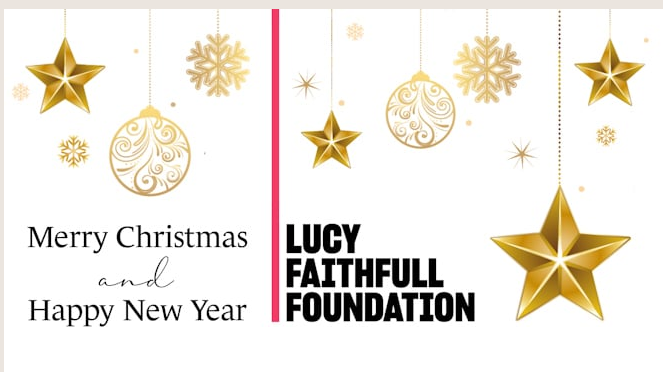 Merry Christmas
and
Happy New Year
LUCY
FAITHFULL
FOUNDATION